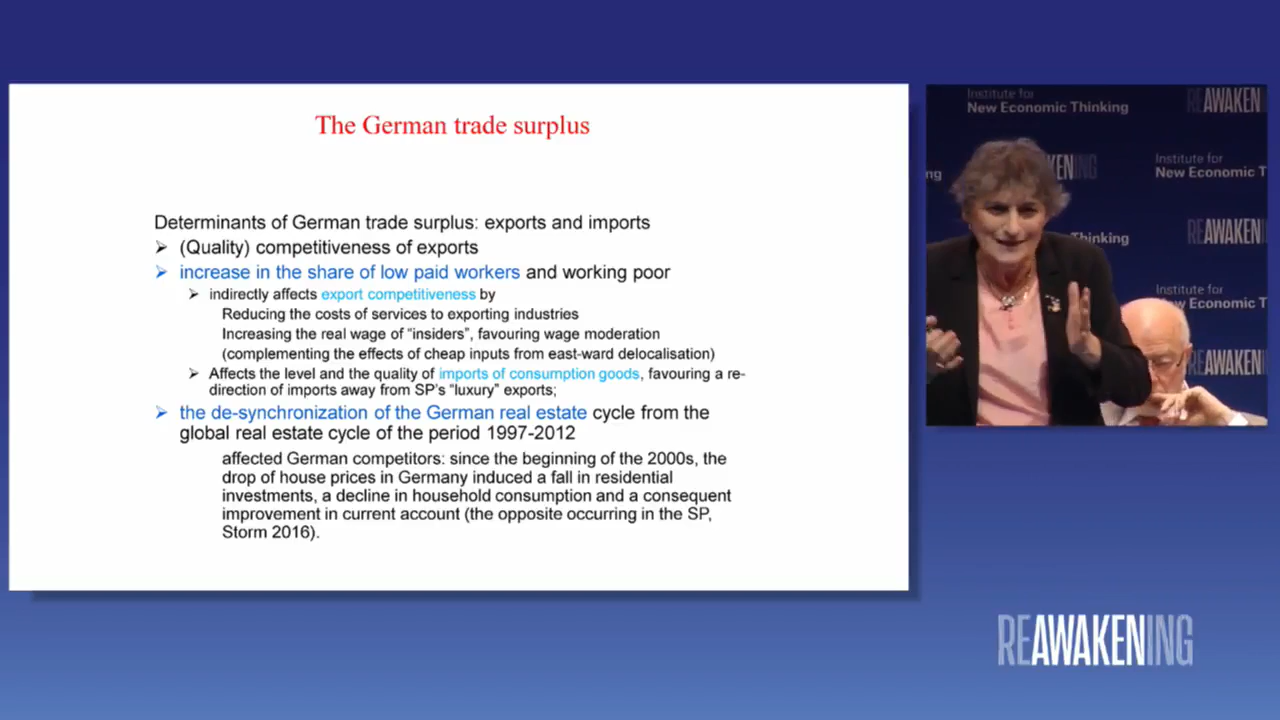 The German trade surplus
Determinants of German trade surplus: exports and imports
➢ (Quality) competitiveness of exports
➢ increase in the share of low paid workers and working poor
➢ indirectly affects export competitiveness by
Reducing the costs of services to exporting industries
Increasing the real wage of “insiders”, favouring wage moderation
(complementing the effects of cheap inputs from east-ward delocalisation)
➢ Affects the level and the quality of imports of consumption goods, favouring a re-
direction of imports away from SP’s “luxury” exports;
➢ the de-synchronization of the German real estate cycle from the
global real estate cycle of the period 1997-2012
affected German competitors: since the beginning of the 2000s, the
drop of house prices in Germany induced a fall in residential
investments, a decline in household consumption and a consequent
improvement in current account (the opposite occurring in the SP,
Storm 2016).
Institute for
New Economic Thinking
REAWAKEN
KENING
Institute for
New Economic T
ng
Thinking
REAWAKEN
Institute for
New Economic T
REAWAKEN
REAWAKENING